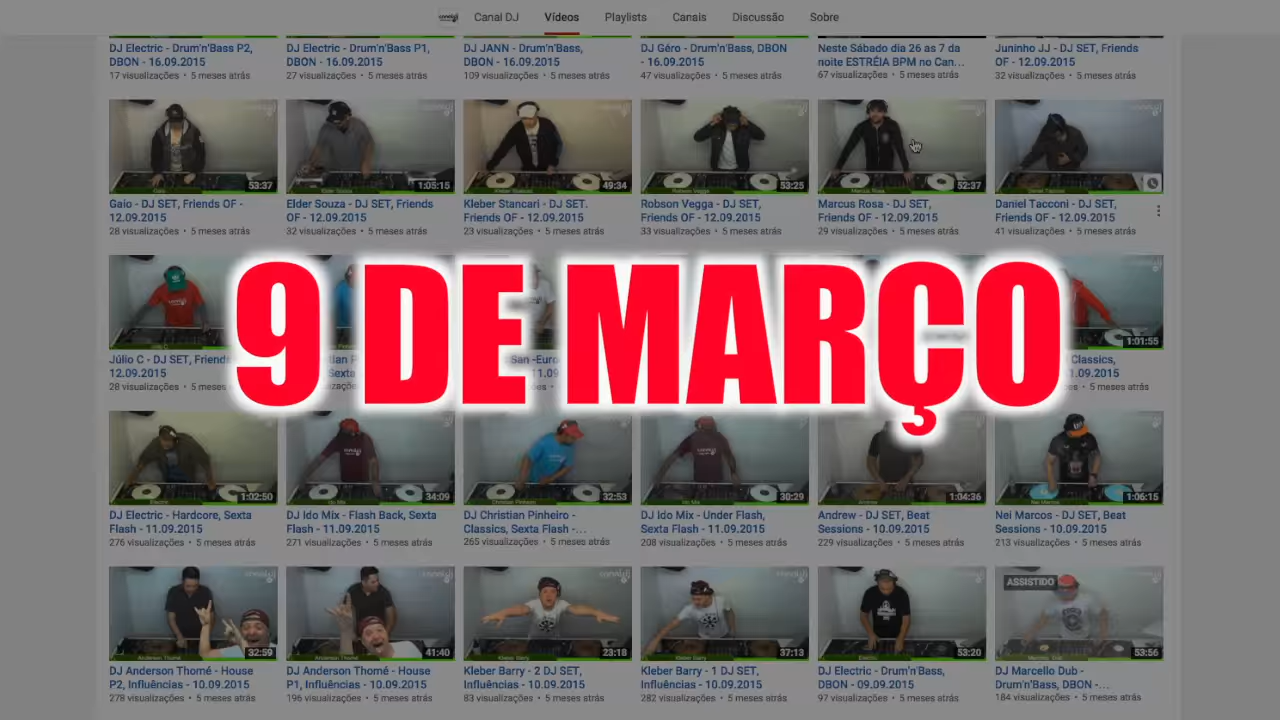 Canal DJ Vídeos Playlists Canais Discussão Sobre
DJ Electric - Drum'n'Bass P2,
DBON - 16.09.2015
17 visualizações • 5 meses atrás
DJ Electric - Drum'n'Bass P1,
DBON - 16.09.2015
27 visualizações • 5 meses atrás
DJ JANN - Drum'n'Bass,
DBON - 16.09.2015
109 visualizações • 5 meses atrás
DJ Géro - Drum'n'Bass, DBON
- 16.09.2015
47 visualizações • 5 meses atrás
Neste Sábado dia 26 as 7 da
noite ESTRÉIA BPM no Can...
67 visualizações • 5 meses atrás
Juninho JJ - DJ SET, Friends
OF - 12.09.2015
32 visualizações • 5 meses atrás
53:37
Gaio - DJ SET, Friends OF -
12.09.2015
28 visualizações • 5 meses atrás
1:05:15
Elder Souza - DJ SET, Friends
OF - 12.09.2015
32 visualizações • 5 meses atrás
49:34
Kleber Stancari - DJ SET.
Friends OF - 12.09.2015
23 visualizações • 5 meses atrás
53:25
Robson Vegga - DJ SET,
Friends OF - 12.09.2015
33 visualizações • 5 meses atrás
52:37
Marcus Rosa - DJ SET,
Friends OF - 12.09.2015
29 visualizações • 5 meses atrás
Daniel Tacconi - DJ SET,
Friends OF - 12.09.2015
41 visualizações • 5 meses atrás
9 DE MARÇO
Júlio C - DJ SET, Friends
12.09.2015
28 visualizações • 5 meses atrás
1:01:55
Classics,
.2015
5 meses atrás
1:02:50
DJ Electric - Hardcore, Sexta
Flash - 11.09.2015
276 visualizações • 5 meses atrás
34:09
DJ Ido Mix - Flash Back, Sexta
Flash - 11.09.2015
271 visualizações • 5 meses atrás
32:53
DJ Christian Pinheiro -
Classics, Sexta Flash -...
265 visualizações • 5 meses atrás
30:29
DJ Ido Mix - Under Flash,
Sexta Flash - 11.09.2015
208 visualizações • 5 meses atrás
1:04:36
Andrew - DJ SET, Beat
Sessions - 10.09.2015
229 visualizações • 5 meses atrás
1:06:15
Nei Marcos - DJ SET, Beat
Sessions - 10.09.2015
213 visualizações • 5 meses atrás
32:59
DJ Anderson Thomé - House
P2, Influências - 10.09.2015
278 visualizações • 5 meses atrás
41:40
DJ Anderson Thomé - House
P1, Influências - 10.09.2015
196 visualizações • 5 meses atrás
23:18
Kleber Barry - 2 DJ SET,
Influências - 10.09.2015
83 visualizações • 5 meses atrás
37:13
Kleber Barry - 1 DJ SET,
Influências - 10.09.2015
282 visualizações • 5 meses atrás
53:20
DJ Electric - Drum'n'Bass,
DBON - 09.09.2015
97 visualizações • 5 meses atrás
ASSISTIDO
53:56
DJ Marcello Dub -
Drum'n'Bass, DBON -...
184 visualizações • 5 meses atrás